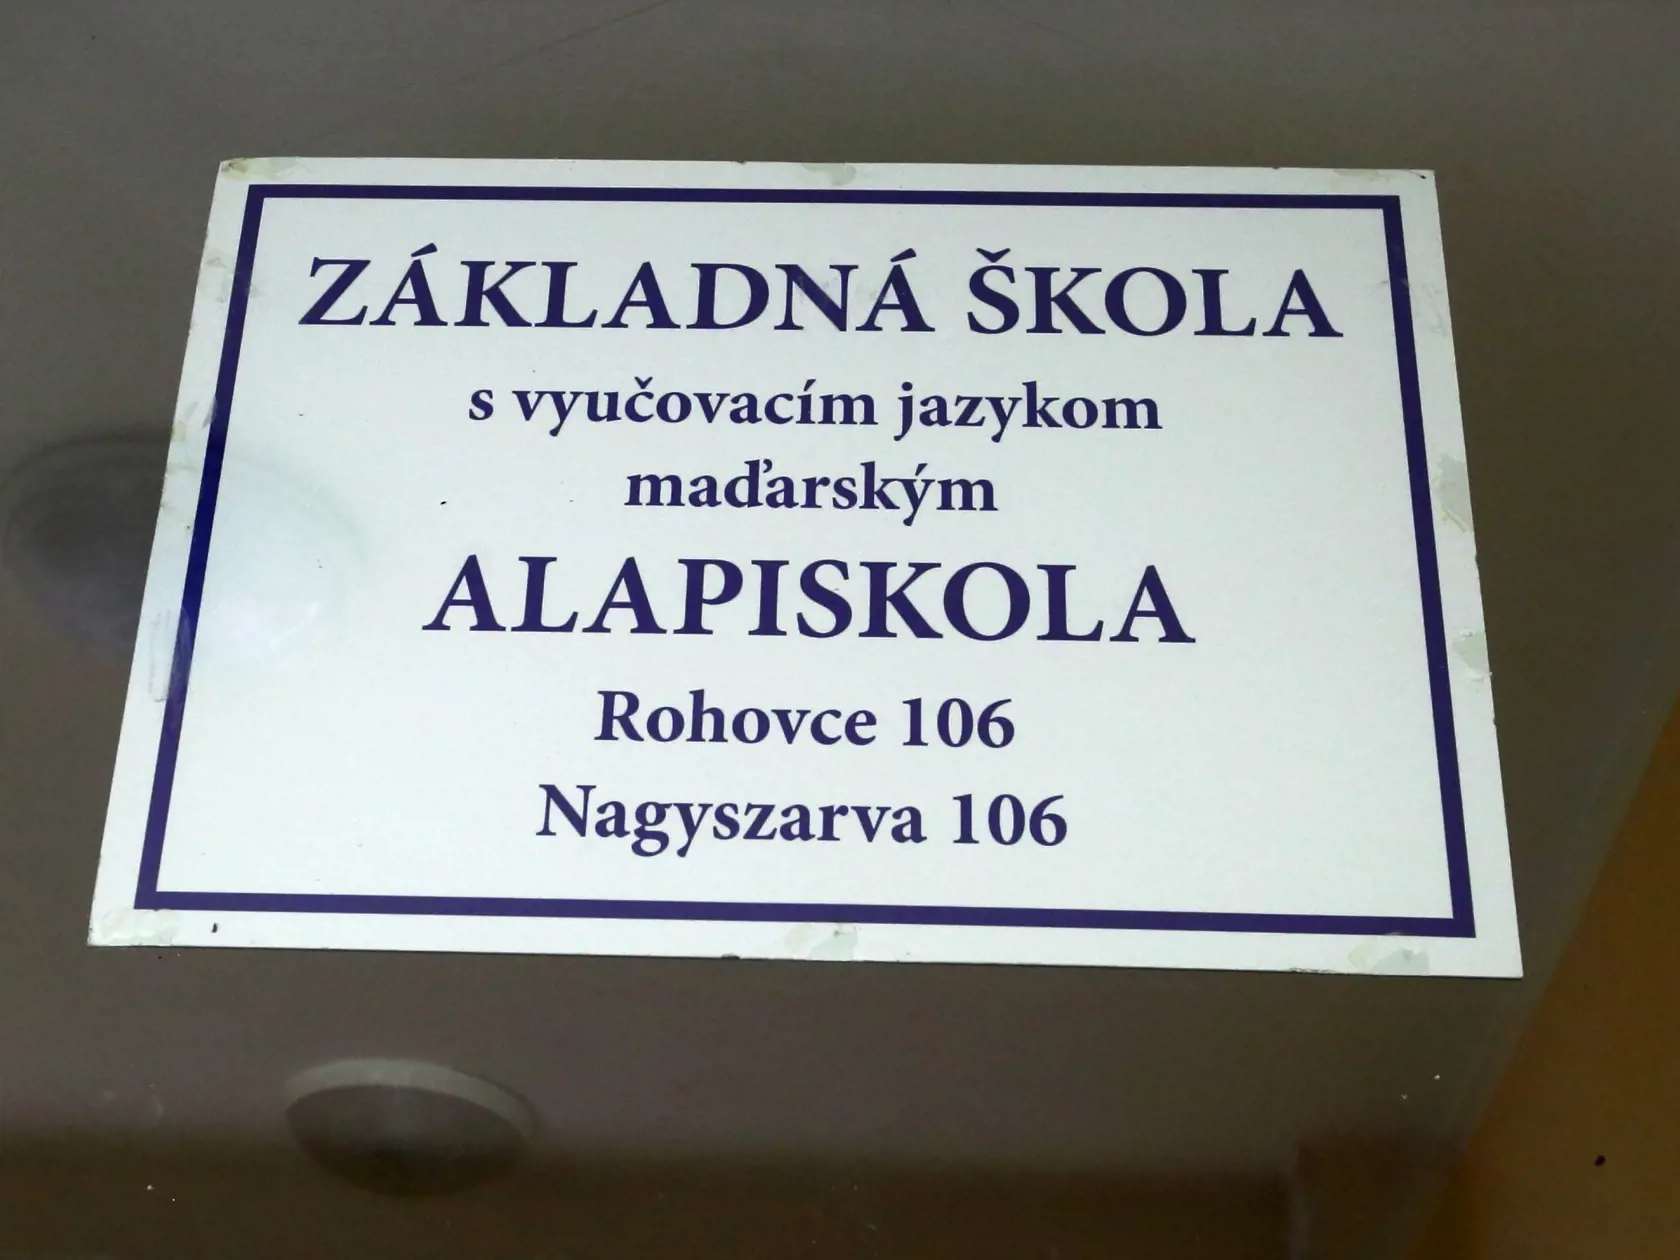 ZÁKLADNÁ ŠKOLA
s vyučovacím jazykom
maďarským
ALAPISKOLA
Rohovce 106
Nagyszarva 106